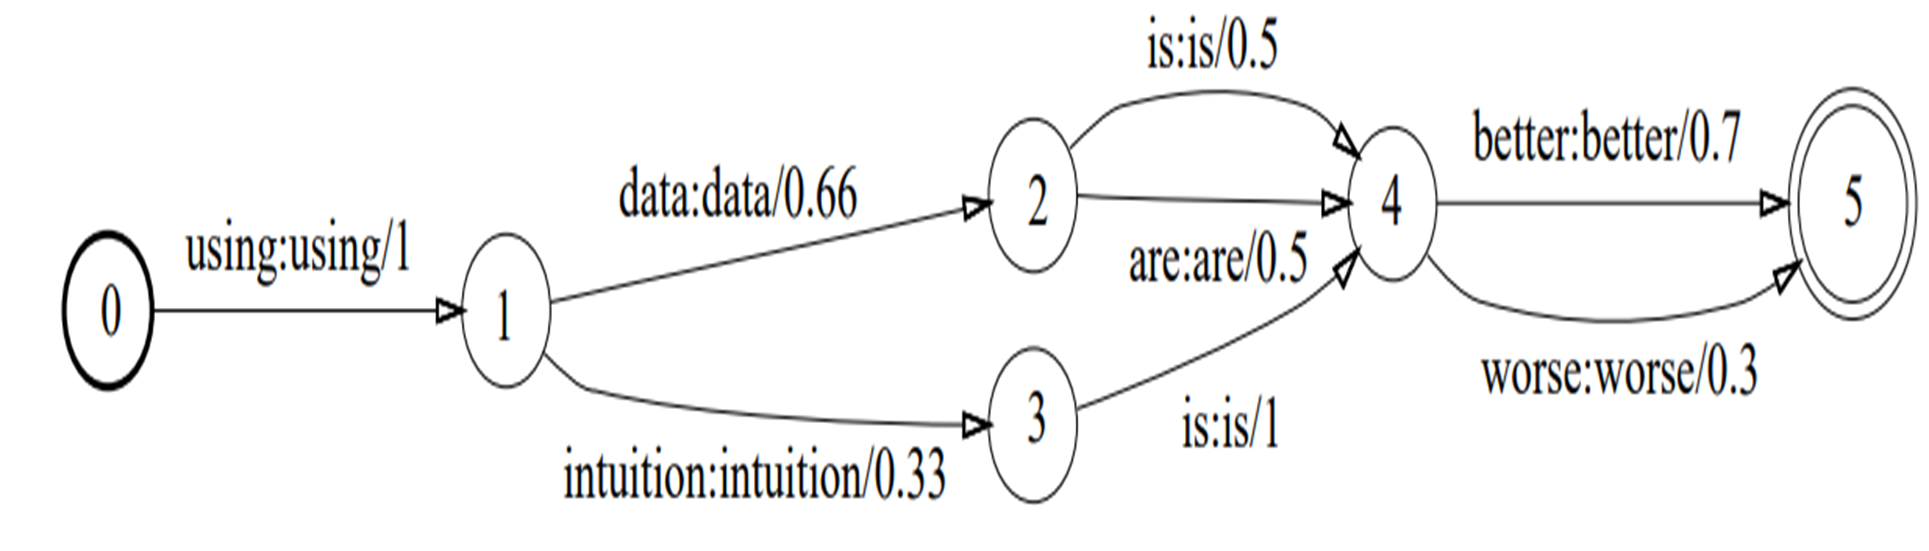 0
using:using/1
1
data:data/0.66
intuition:intuition/0.33
2
3
is:is/0.5
are:are/0.5
is:is/1
4
better:better/0.7
worse:worse/0.3
5